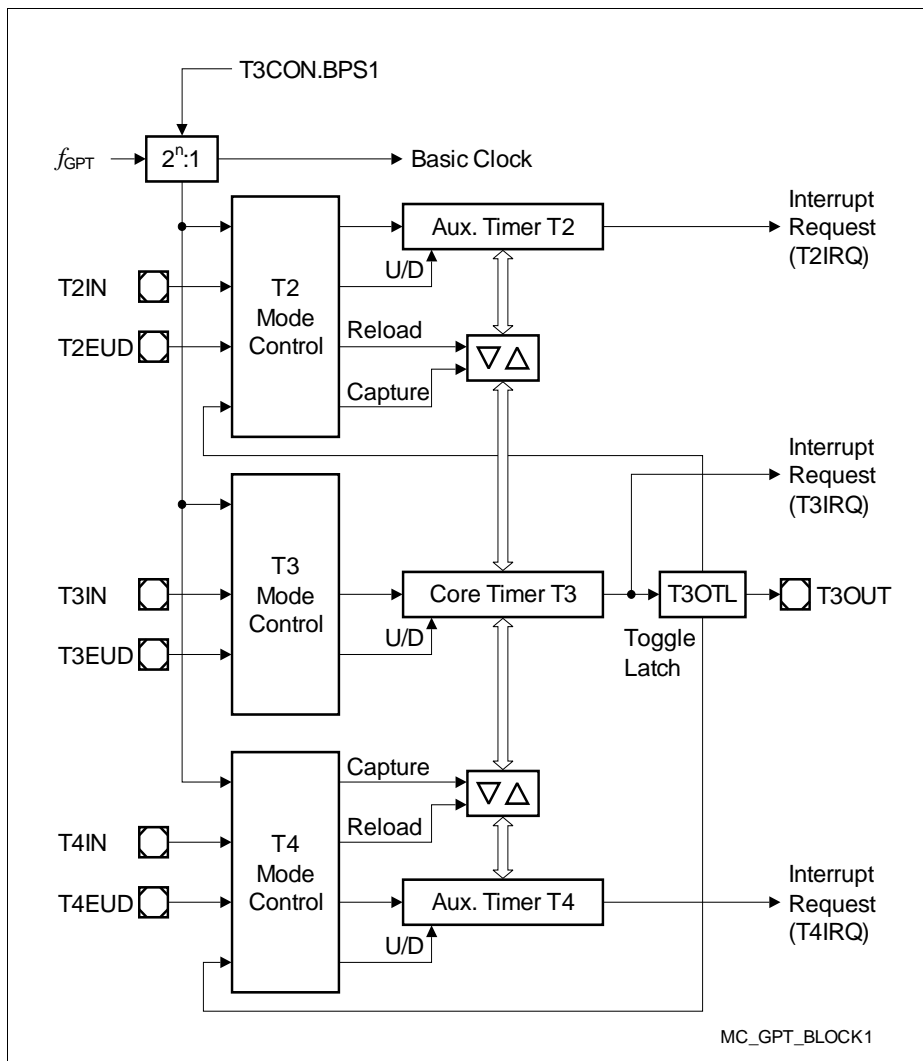 T3CON.BPS1
fGPT
2ⁿ:1
Basic Clock
Interrupt
Request
(T2IRQ)
Aux. Timer T2
U/D
T2IN
T2
Mode
Control
T2EUD
Reload
Capture
Interrupt
Request
(T3IRQ)
T3
Mode
Control
T3IN
Core Timer T3
T3OTL
T3OUT
U/D
T3EUD
Toggle
Latch
Capture
Reload
T4IN
T4
Mode
Control
T4EUD
Aux. Timer T4
U/D
Interrupt
Request
(T4IRQ)
MC_GPT_BLOCK1